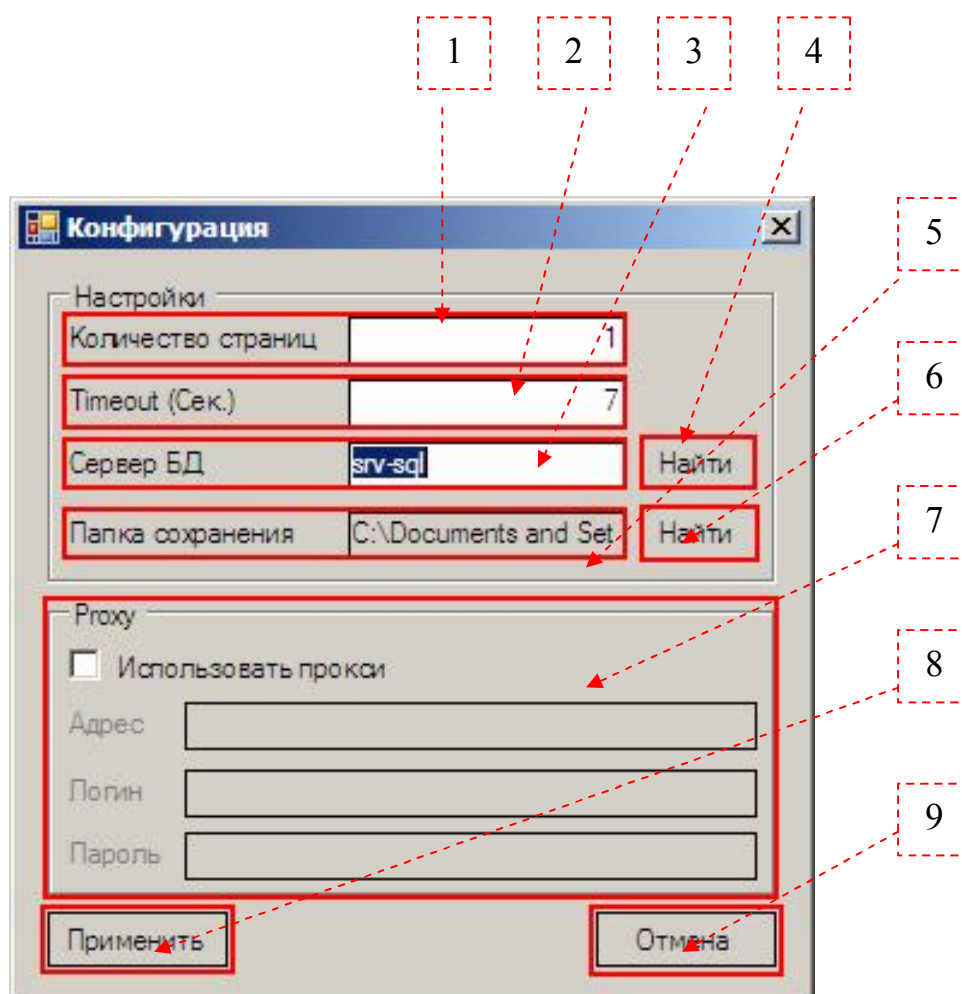 1 2 3 4
Конфигурация
5
Настройки
Количество страниц 1
Timeout (Сек.) 7
6
Сервер БД srv-sql Найти
Папка сохранения C:\Documents and Set Найти
7
Proxy
Использовать прокси
8
Адрес
Логин
9
Пароль
Применить Отмена